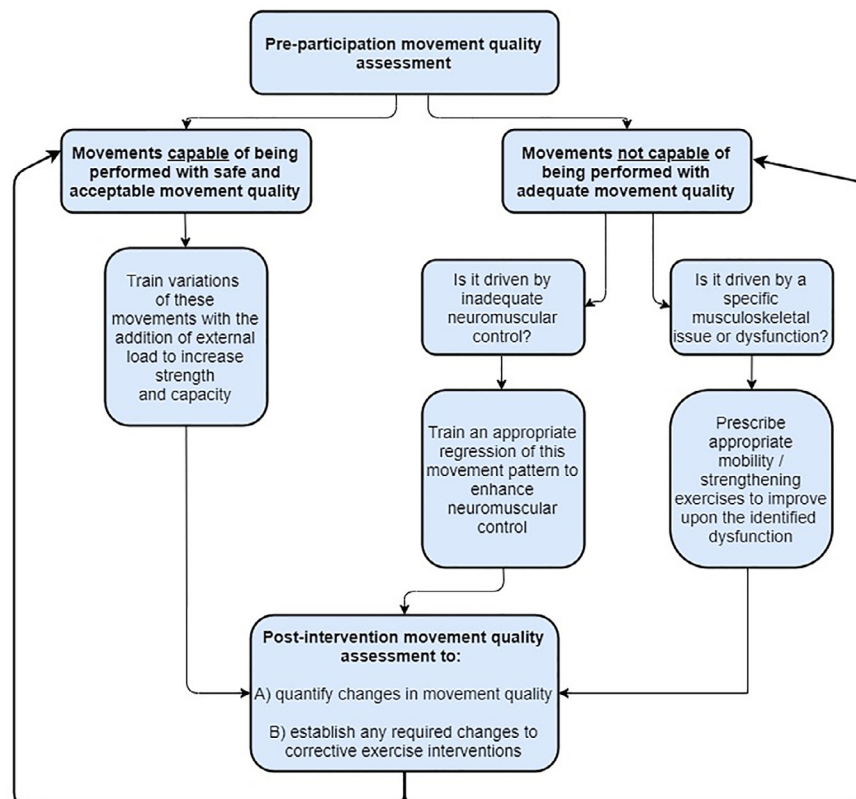 Pre-participation movement quality
assessment
Movements capable of being
performed with safe and
acceptable movement quality
Movements not capable of
being performed with
adequate movement quality
Train variations
of these
movements with the
addition of external
load to increase
strength
and capacity
Is it driven by
inadequate
neuromuscular
control?
Is it driven by a
specific
musculoskeletal
issue or dysfunction?
Train an appropriate
regression of this
movement pattern to
enhance
neuromuscular
control
Prescribe
appropriate
mobility /
strengthening
exercises to improve
upon the identified
dysfunction
Post-intervention movement quality
assessment to:
A) quantify changes in movement quality
B) establish any required changes to
corrective exercise interventions